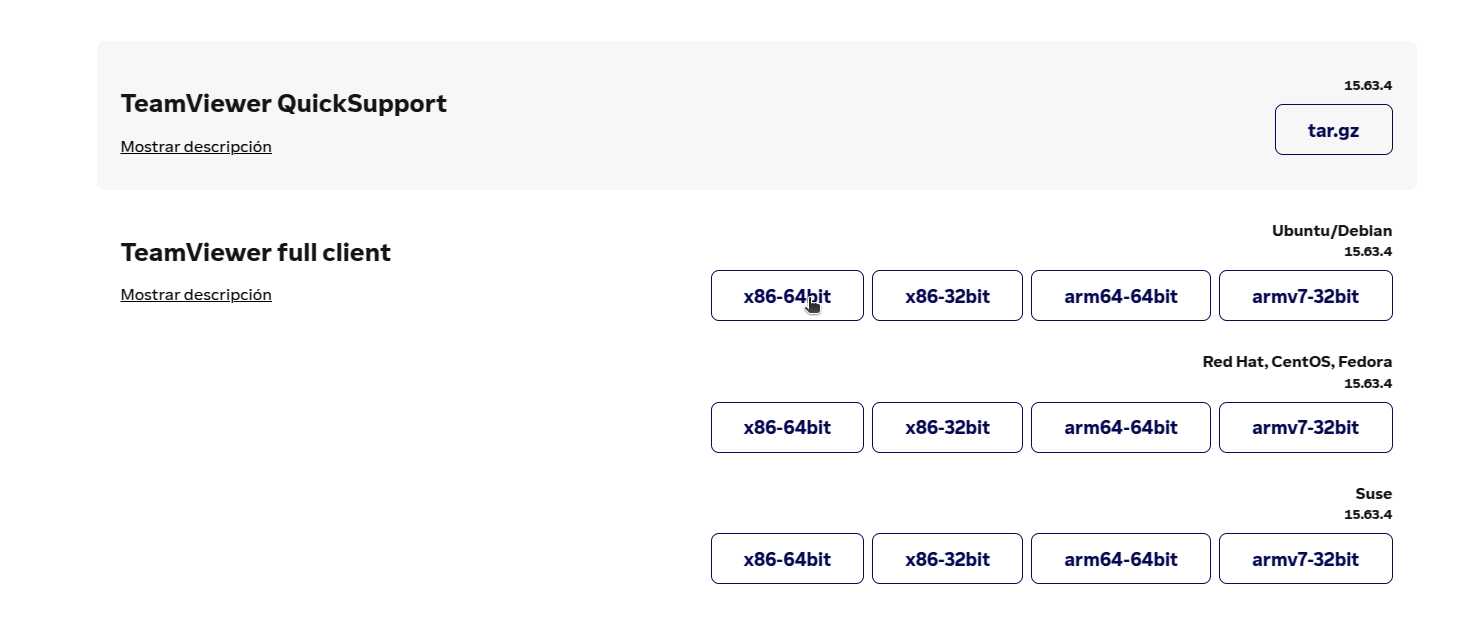 TeamViewer QuickSupport
Mostrar descripción
15.63.4
tar.gz
TeamViewer full client
Mostrar descripción
Ubuntu/Debian
15.63.4
x86-64bit x86-32bit arm64-64bit armv7-32bit
Red Hat, CentOS, Fedora
15.63.4
x86-64bit x86-32bit arm64-64bit armv7-32bit
Suse
15.63.4
x86-64bit x86-32bit arm64-64bit armv7-32bit